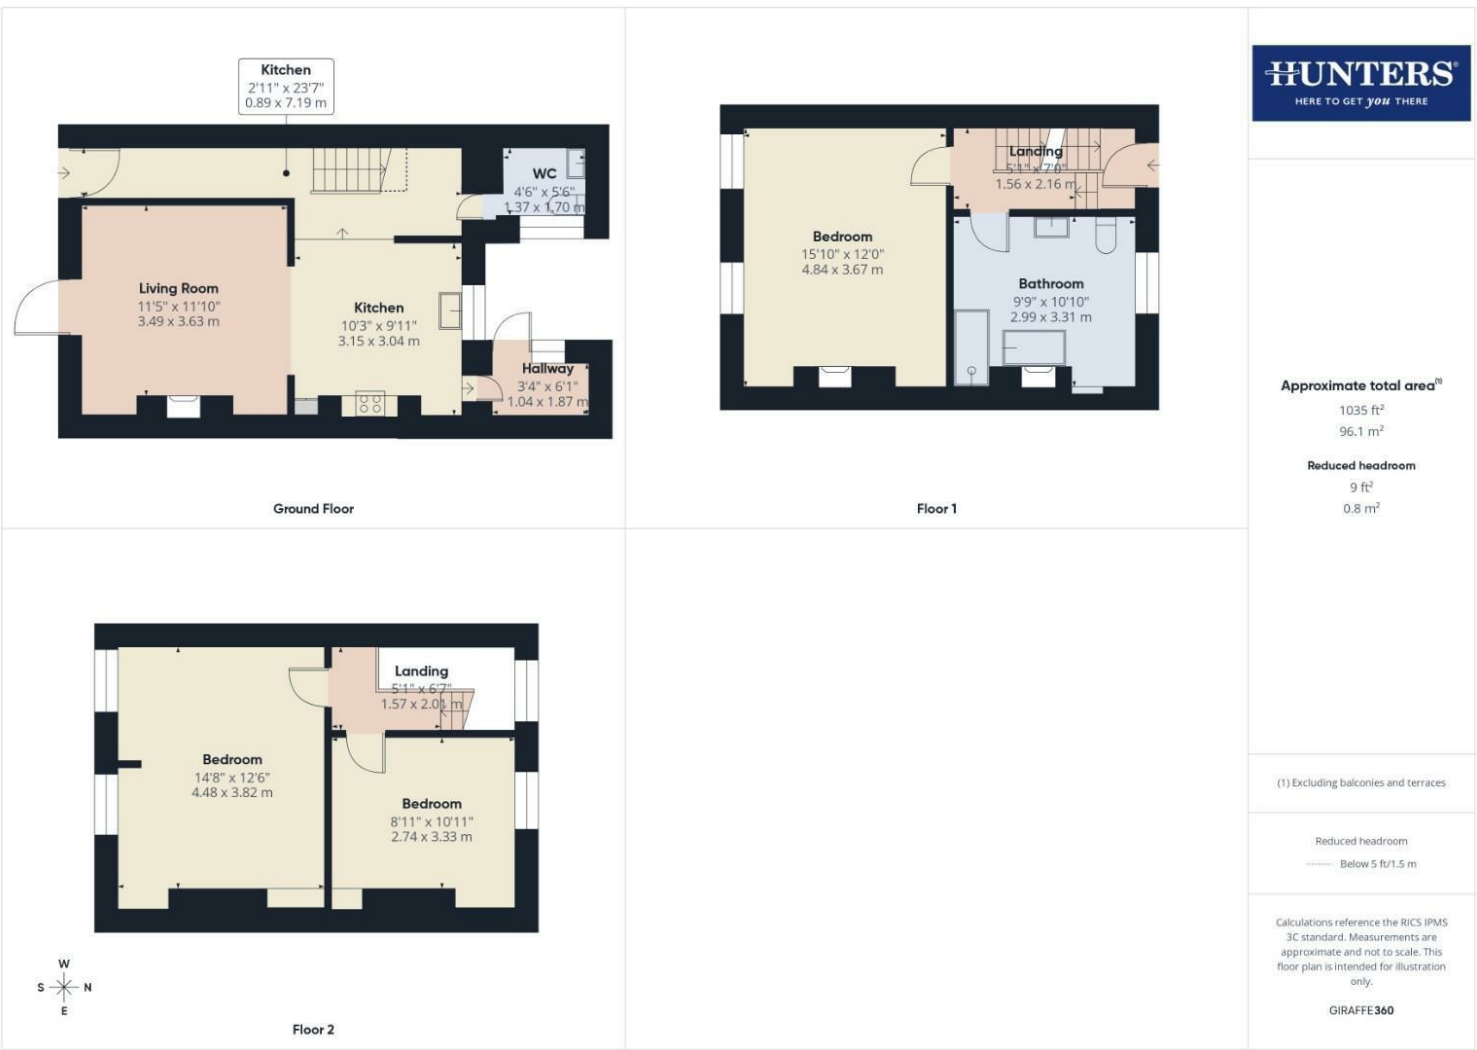 Kitchen
2'11" x 23'7"
0.89 x 7.19 m
WC
4'6" x 5'6"
1.37 x 1.70 m
Living Room
11'5" x 11'10"
3.49 x 3.63 m
Kitchen
10'3" x 9'11"
3.15 x 3.04 m
Hallway
3'4" x 6'1"
1.04 x 1.87 m
Ground Floor
Landing
5'1" x 7'0"
1.56 x 2.16 m
Bedroom
15'10" x 12'0"
4.84 x 3.67 m
Bathroom
9'9" x 10'10"
2.99 x 3.31 m
Floor 1
Landing
5'1" x 6'7"
1.57 x 2.01 m
Bedroom
14'8" x 12'6"
4.48 x 3.82 m
Bedroom
8'11" x 10'11"
2.74 x 3.33 m
W
S N
E
Floor 2
HUNTERS®
HERE TO GET you THERE
Approximate total area(1)
1035 ft²
96.1 m²
Reduced headroom
9 ft²
0.8 m²
(1) Excluding balconies and terraces
Reduced headroom
Below 5 ft/1.5 m
Calculations reference the RICS IPMS
3C standard. Measurements are
approximate and not to scale. This
floor plan is intended for illustration
only.
GIRAFFE360